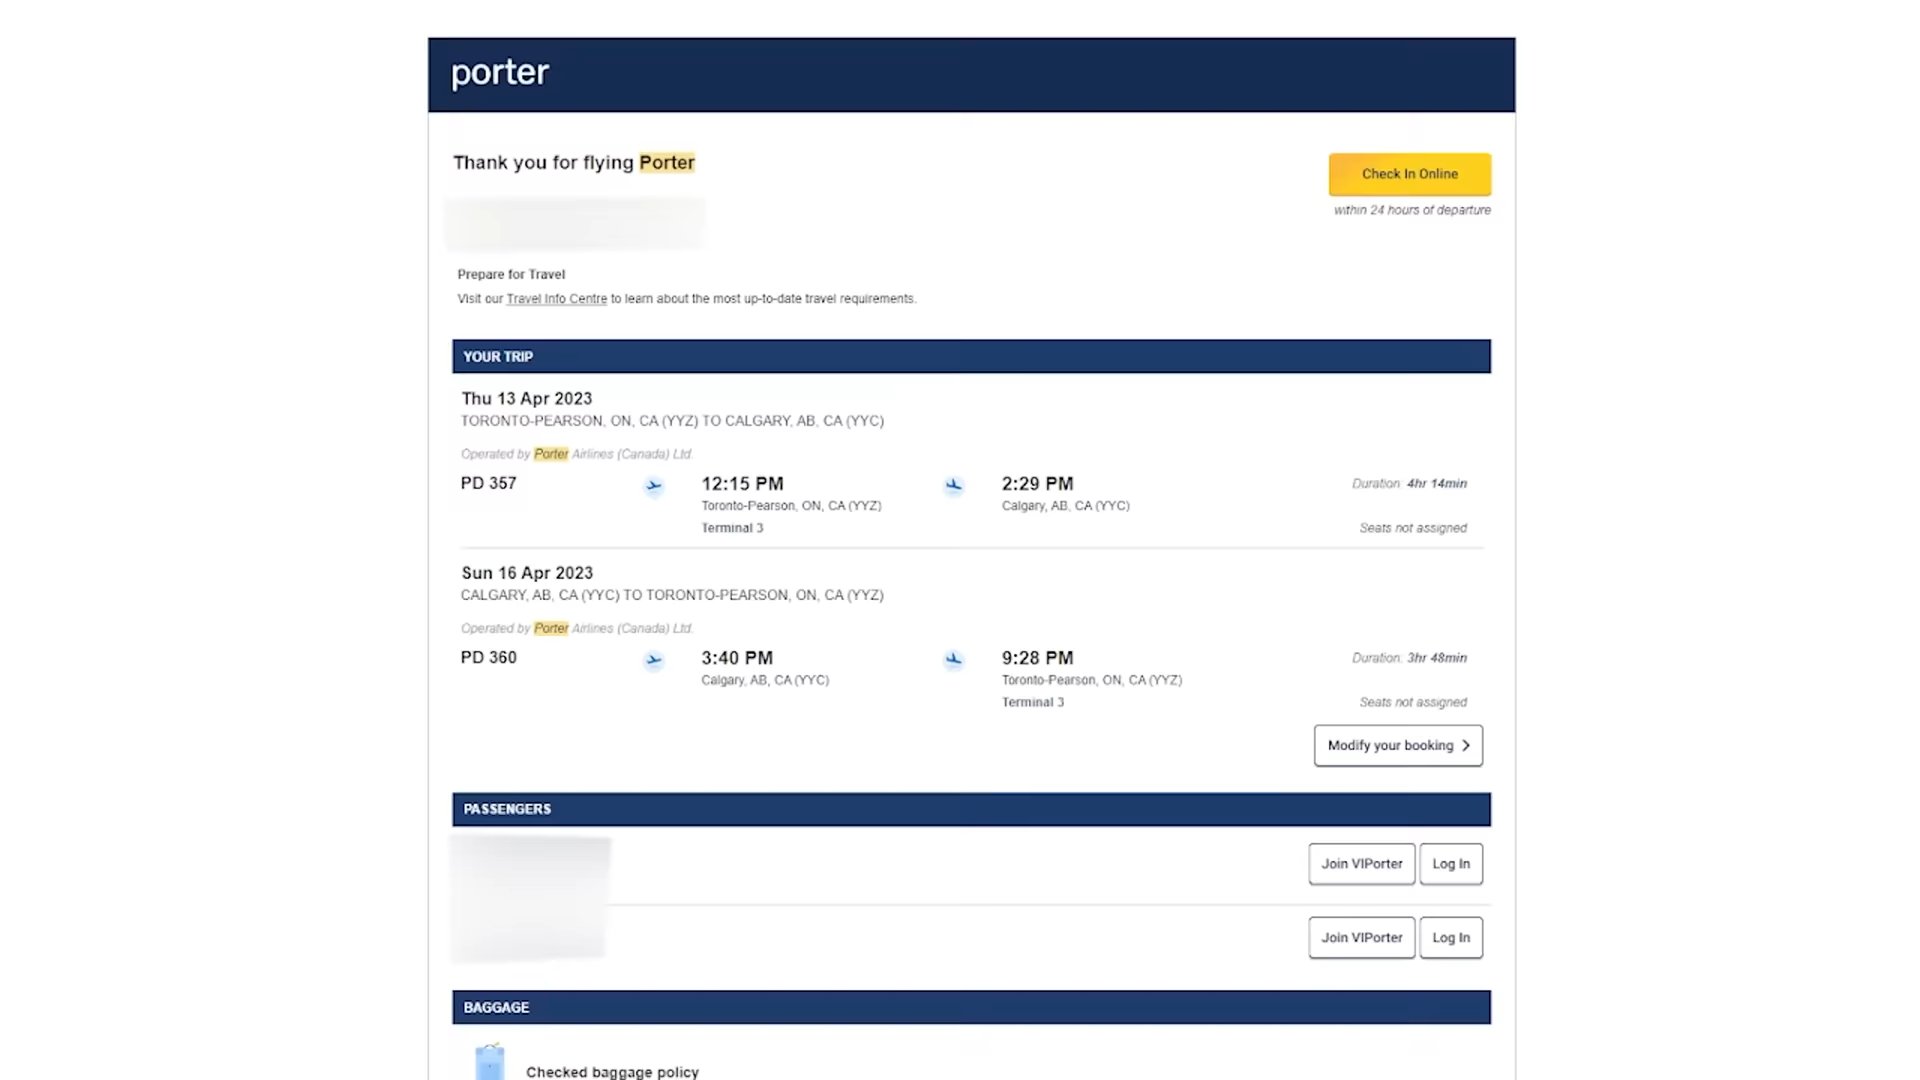 porter
Thank you for flying Porter
Check In Online
within 24 hours of departure
Prepare for Travel
Visit our Travel Info Centre to learn about the most up-to-date travel requirements.
YOUR TRIP
Thu 13 Apr 2023
TORONTO-PEARSON, ON, CA (YYZ) TO CALGARY, AB, CA (YYC)
Operated by Porter Airlines (Canada) Ltd.
PD 357 12:15 PM 2:29 PM Duration: 4hr 14min
Toronto-Pearson, ON, CA (YYZ) Calgary, AB, CA (YYC)
Terminal 3 Seats not assigned
Sun 16 Apr 2023
CALGARY, AB, CA (YYC) TO TORONTO-PEARSON, ON, CA (YYZ)
Operated by Porter Airlines (Canada) Ltd.
PD 360 3:40 PM 9:28 PM Duration: 3hr 48min
Calgary, AB, CA (YYC) Toronto-Pearson, ON, CA (YYZ)
Terminal 3 Seats not assigned
Modify your booking
PASSENGERS
Join VIPorter Log In
Join VIPorter Log In
BAGGAGE
Checked baggage policy